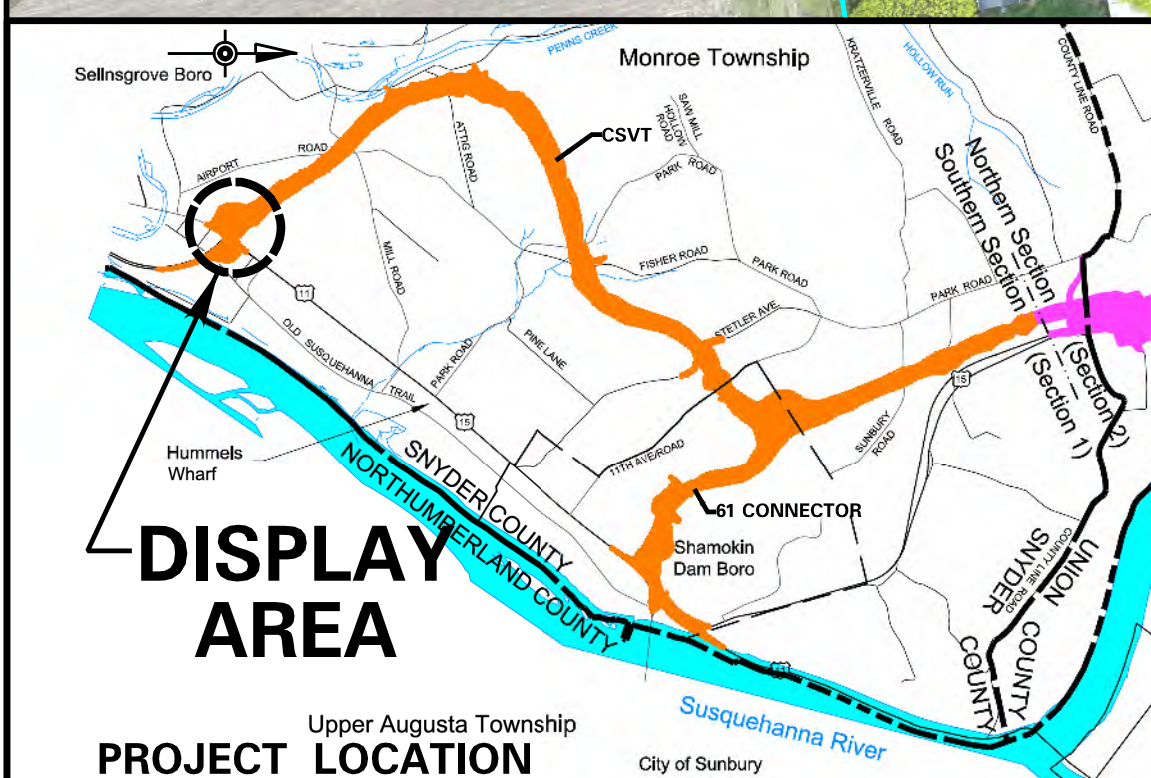 Selinsgrove Boro
PENNS CREEK
Monroe Township
KRATZERVILLE
ROAD
HOLLOW RUN
COUNTY LINE ROAD
SAW MILL
HOLLOW
ROAD
CSVT
ATTIG ROAD
AIRPORT
ROAD
PARK ROAD
Northern Section
Southern Section
(Section 2)
(Section 1)
MILL ROAD
FISHER ROAD
PARK ROAD
PARK ROAD
11
STETLER AVE.
OLD
SUSQUEHANNA
TRAIL
PARK ROAD
PINE LANE
15
15
SUNBURY
ROAD
11TH AVE/ROAD
Hummels
Wharf
SNYDER COUNTY
NORTHUMBERLAND COUNTY
61 CONNECTOR
Shamokin
Dam Boro
DISPLAY
AREA
UNION
COUNTY
COUNTY LINE ROAD
SNYDER
COUNTY
Susquehanna River
Upper Augusta Township
PROJECT LOCATION
City of Sunbury